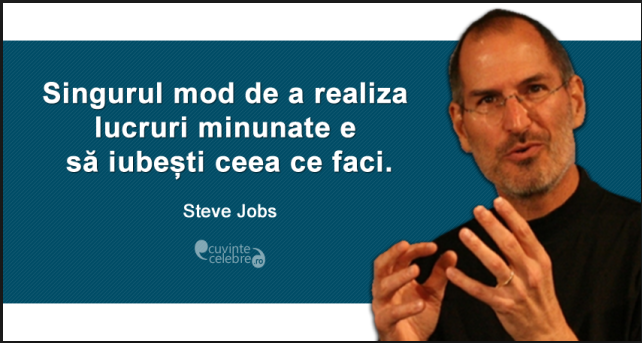 Singurul mod de a realiza
lucruri minunate e
să iubești ceea ce faci.
Steve Jobs
cuvinte
celebre.ro